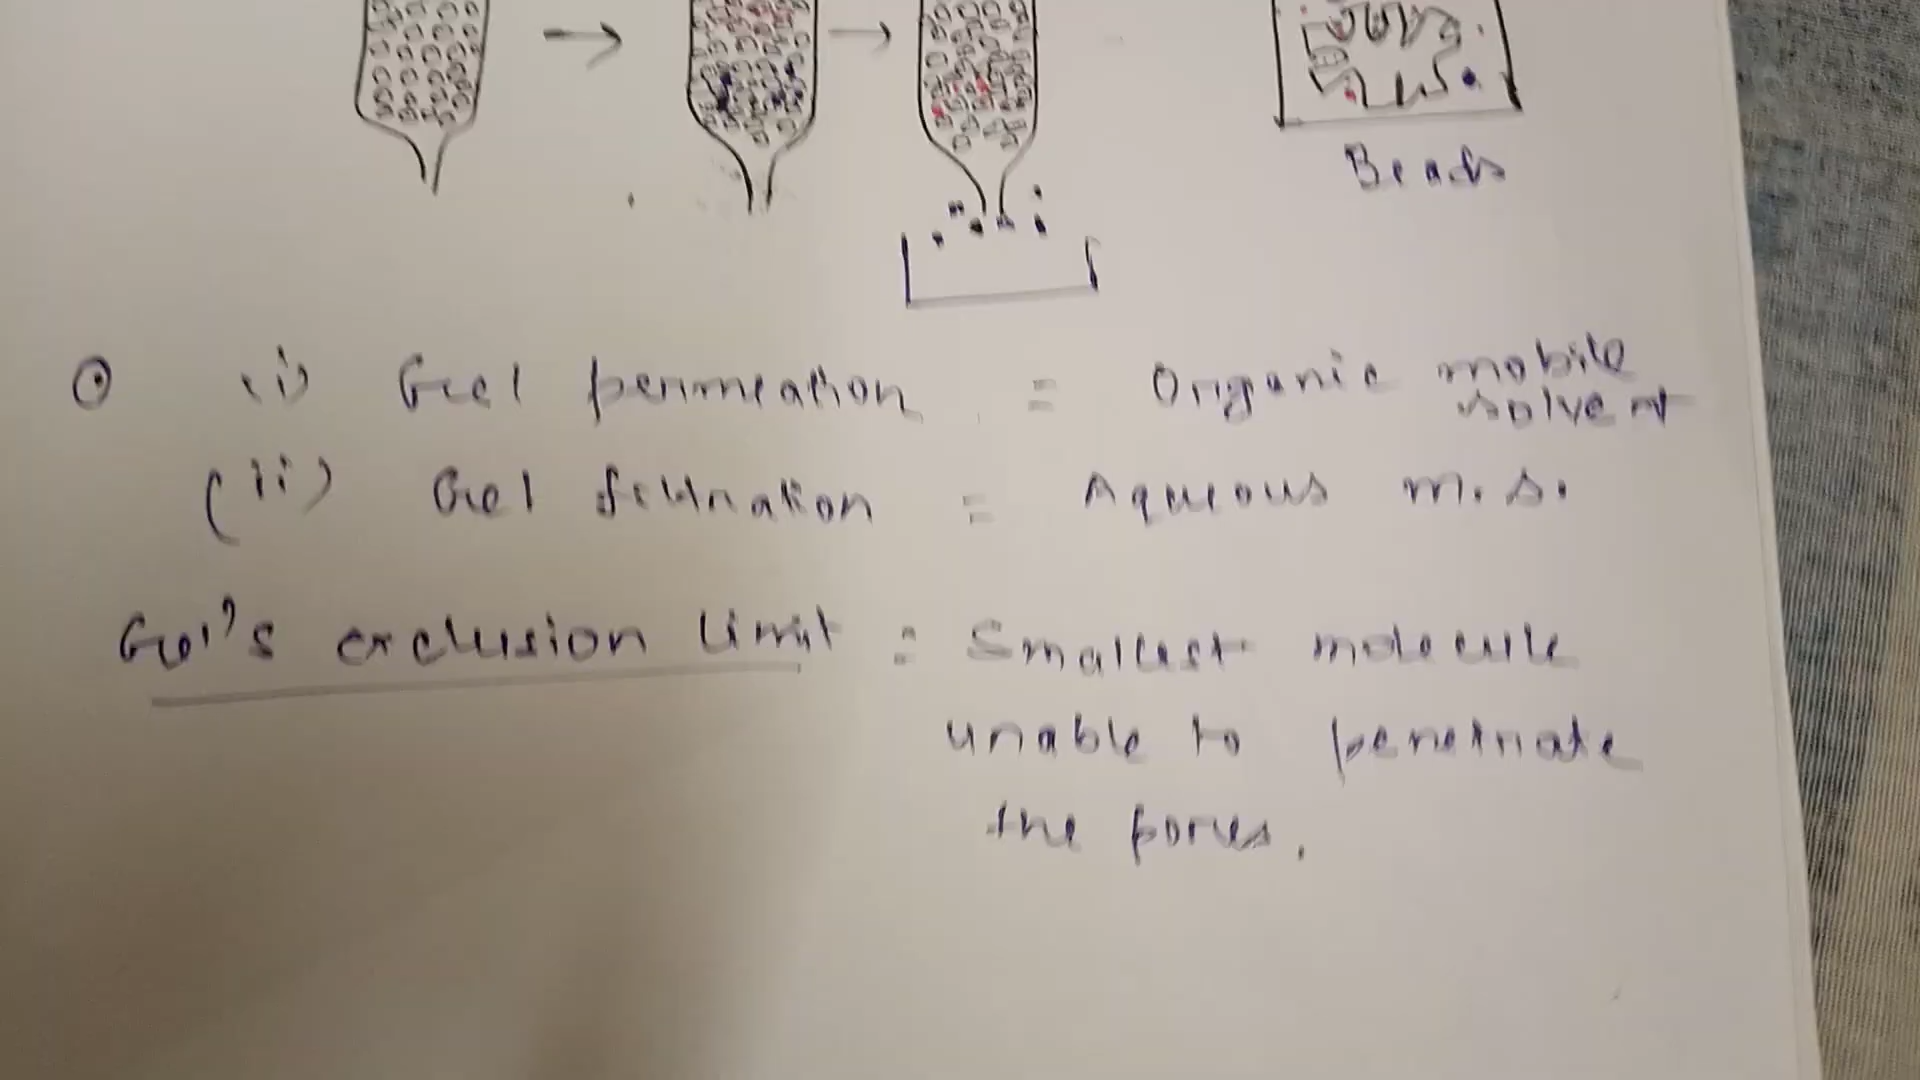 Beads
(i) Gel permeation = Organic mobile solvent
(ii) Gel filtration = Aqueous m.s.
Gel's exclusion limit = Smallest molecule
unable to penetrate
the pores.